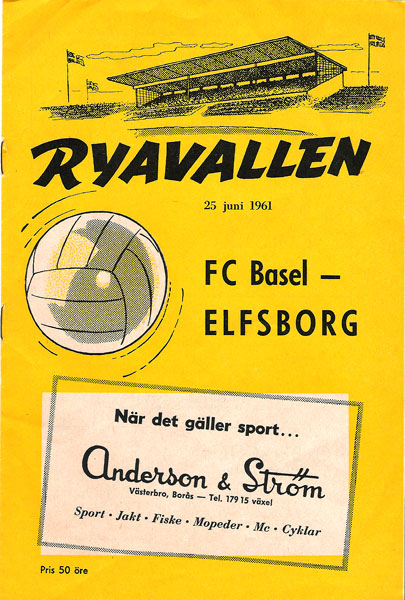 RYAVALLEN
25 juni 1961
FC Basel –
ELFSBORG
När det gäller sport...
Anderson & Ström
Västerbro, Borås — Tel. 179 15 växel
Sport · Jakt · Fiske · Mopeder · Mc · Cyklar
Pris 50 öre